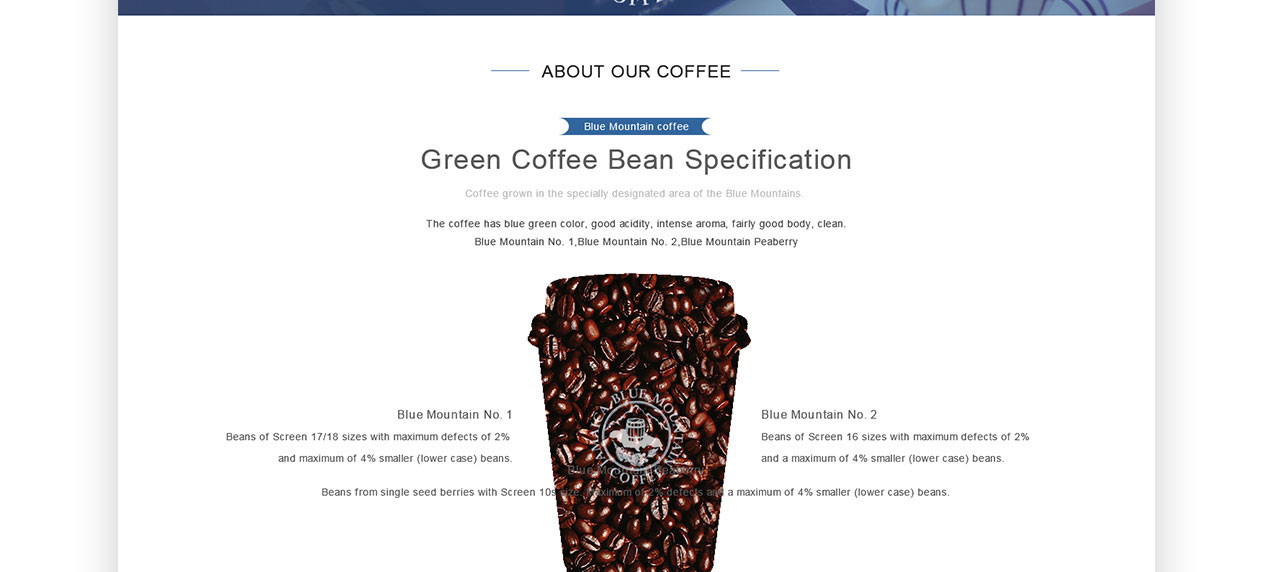 ABOUT OUR COFFEE
Blue Mountain coffee
Green Coffee Bean Specification
Coffee grown in the specially designated area of the Blue Mountains.
The coffee has blue green color, good acidity, intense aroma, fairly good body, clean.
Blue Mountain No. 1,Blue Mountain No. 2,Blue Mountain Peaberry
Blue Mountain No. 1
Beans of Screen 17/18 sizes with maximum defects of 2%
and maximum of 4% smaller (lower case) beans.
Blue Mountain No. 2
Beans of Screen 16 sizes with maximum defects of 2%
and a maximum of 4% smaller (lower case) beans.
BLUE MOUNTAIN
COFFEE
Blue Mountain Peaberry
Beans from single seed berries with Screen 10s size. Maximum of 2% defects and a maximum of 4% smaller (lower case) beans.